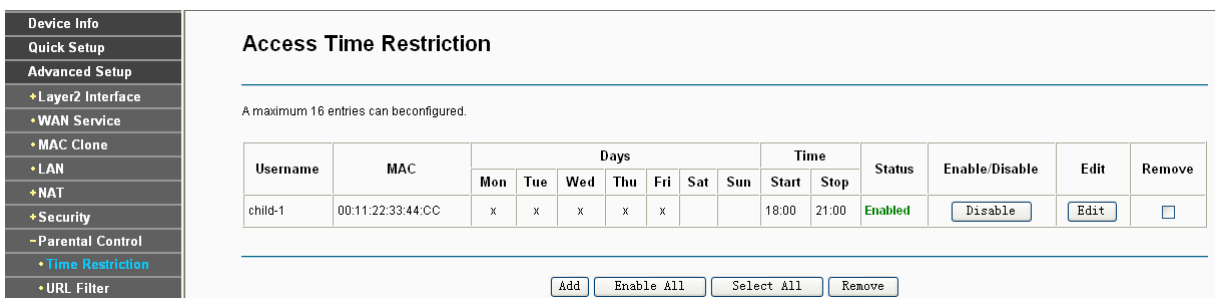 Device Info
Quick Setup
Advanced Setup
+Layer2 Interface
•WAN Service
•MAC Clone
•LAN
+NAT
+Security
−Parental Control
•Time Restriction
•URL Filter
Access Time Restriction
A maximum 16 entries can beconfigured.
Username MAC Days Time Status Enable/Disable Edit Remove
Mon Tue Wed Thu Fri Sat Sun Start Stop
child-1 00:11:22:33:44:CC x x x x x 18:00 21:00 Enabled Disable Edit
Add Enable All Select All Remove